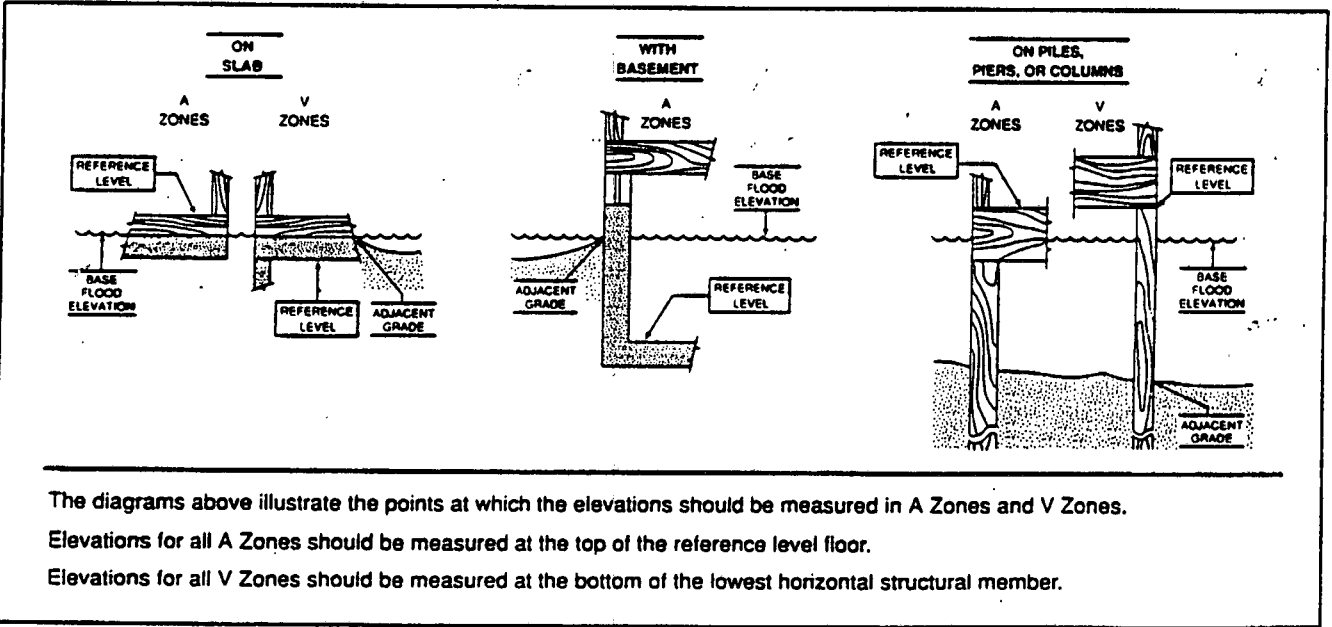 ON
SLAB
A
ZONES
V
ZONES
REFERENCE
LEVEL
BASE
FLOOD
ELEVATION
REFERENCE
LEVEL
ADJACENT
GRADE
WITH
BASEMENT
A
ZONES
BASE
FLOOD
ELEVATION
ADJACENT
GRADE
REFERENCE
LEVEL
ON PILES,
PIERS, OR COLUMNS
A
ZONES
V
ZONES
REFERENCE
LEVEL
REFERENCE
LEVEL
BASE
FLOOD
ELEVATION
ADJACENT
GRADE
The diagrams above illustrate the points at which the elevations should be measured in A Zones and V Zones.
Elevations for all A Zones should be measured at the top of the reference level floor.
Elevations for all V Zones should be measured at the bottom of the lowest horizontal structural member.